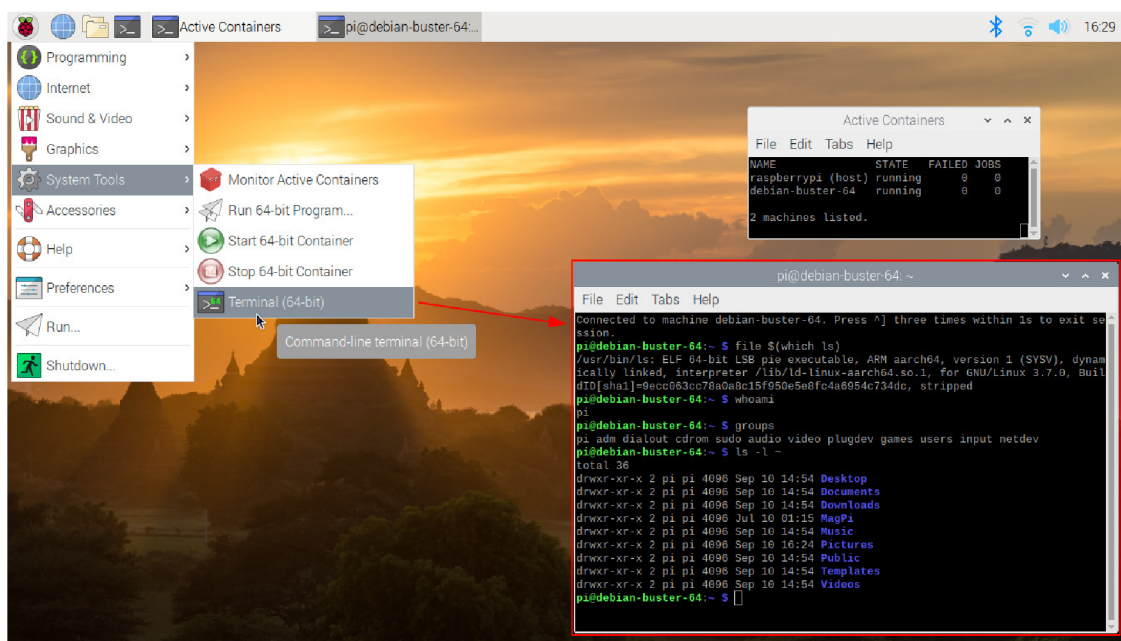 Active Containers
pi@debian-buster-64:...
16:29
Programming
Internet
Sound & Video
Graphics
System Tools
Accessories
Help
Preferences
Run...
Shutdown...
Monitor Active Containers
Run 64-bit Program...
Start 64-bit Container
Stop 64-bit Container
Terminal (64-bit)
Command-line terminal (64-bit)
Active Containers
File Edit Tabs Help
NAME STATE FAILED JOBS
raspberrypi (host) running 0 0
debian-buster-64 running 0 0
2 machines listed.
pi@debian-buster-64: ~
File Edit Tabs Help
Connected to machine debian-buster-64. Press ^] three times within 1s to exit se
ssion.
pi@debian-buster-64:~ $ file $(which ls)
/usr/bin/ls: ELF 64-bit LSB pie executable, ARM aarch64, version 1 (SYSV), dynam
ically linked, interpreter /lib/ld-linux-aarch64.so.1, for GNU/Linux 3.7.0, Buil
dID[sha1]=9ecc063cc78a0a8c15f950e5e8fc4a6954c734dc, stripped
pi@debian-buster-64:~ $ whoami
pi
pi@debian-buster-64:~ $ groups
pi adm dialout cdrom sudo audio video plugdev games users input netdev
pi@debian-buster-64:~ $ ls -l ~
total 36
drwxr-xr-x 2 pi pi 4096 Sep 10 14:54 Desktop
drwxr-xr-x 2 pi pi 4096 Sep 10 14:54 Documents
drwxr-xr-x 2 pi pi 4096 Sep 10 14:54 Downloads
drwxr-xr-x 2 pi pi 4096 Jul 10 01:15 MagPi
drwxr-xr-x 2 pi pi 4096 Sep 10 14:54 Music
drwxr-xr-x 2 pi pi 4096 Sep 10 16:24 Pictures
drwxr-xr-x 2 pi pi 4096 Sep 10 14:54 Public
drwxr-xr-x 2 pi pi 4096 Sep 10 14:54 Templates
drwxr-xr-x 2 pi pi 4096 Sep 10 14:54 Videos
pi@debian-buster-64:~ $